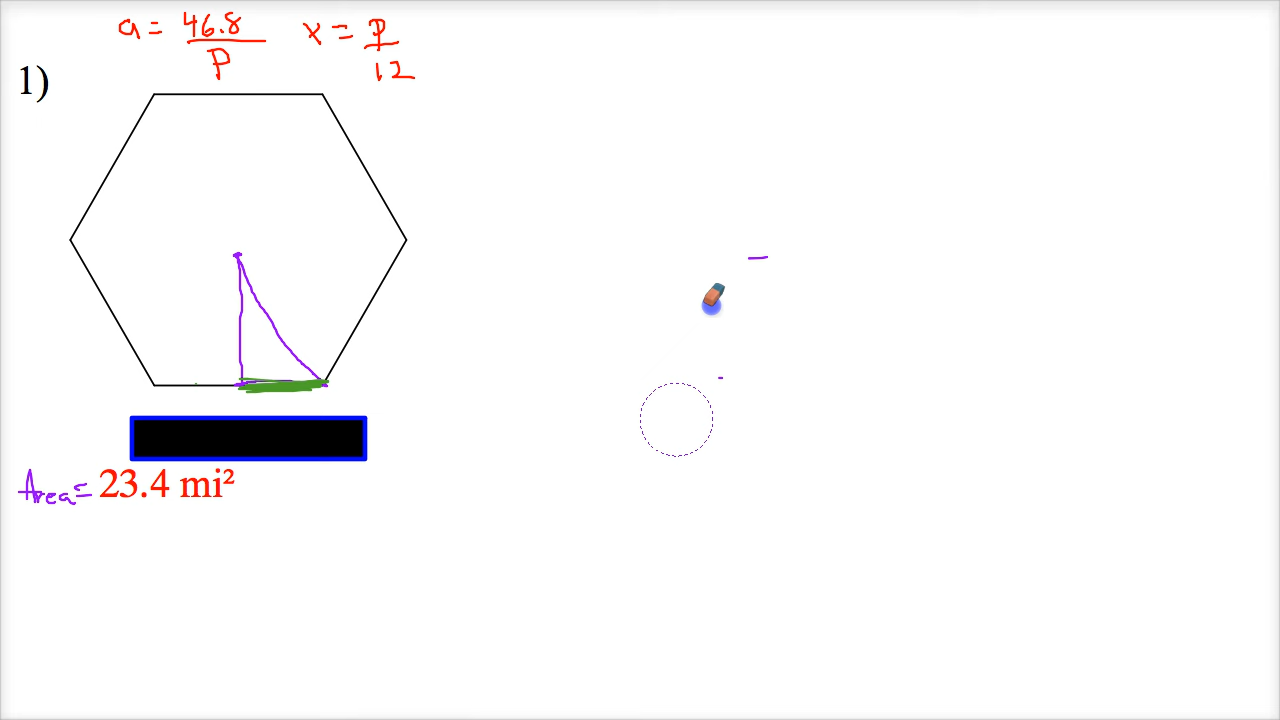 a = 46.8/P x = P/12
1)
Area = 23.4 mi²